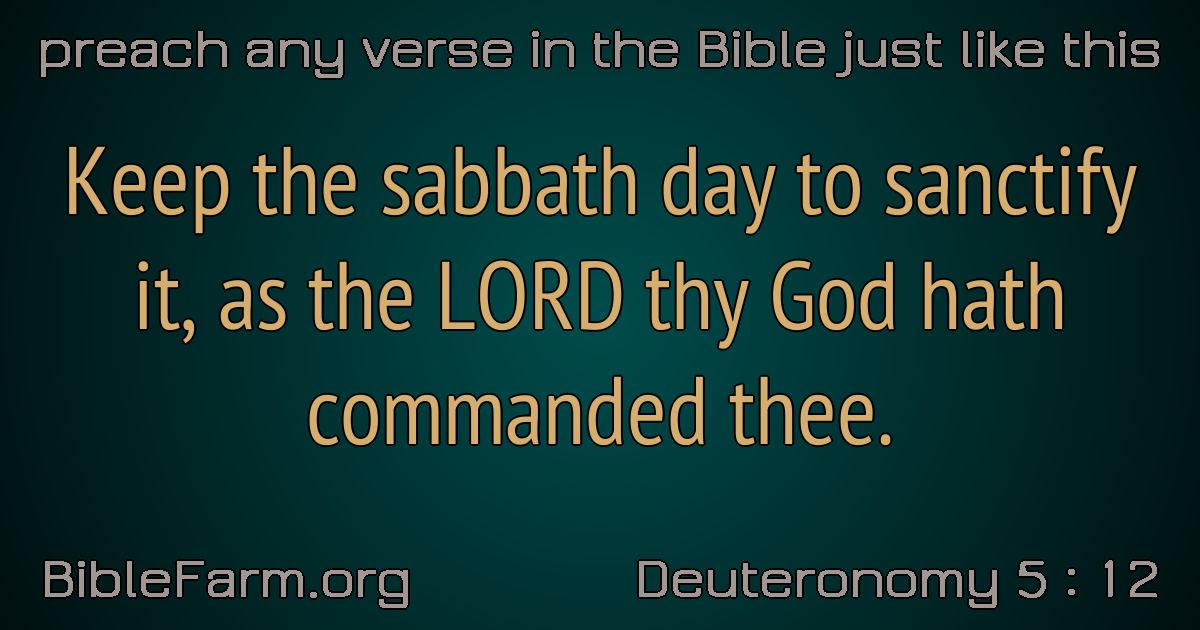 preach any verse in the Bible just like this
Keep the sabbath day to sanctify
it, as the LORD thy God hath
commanded thee.
BibleFarm.org
Deuteronomy 5 : 12